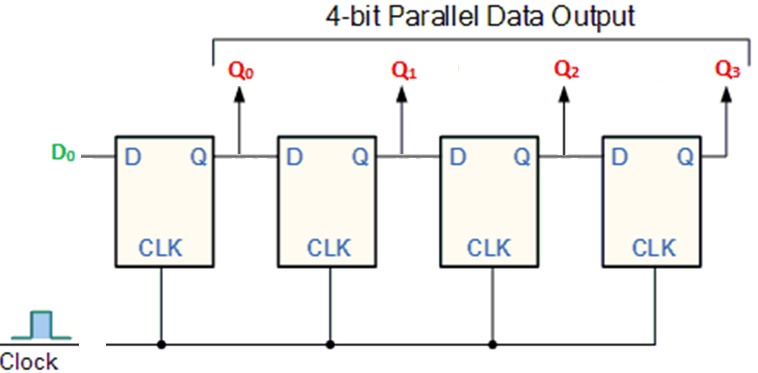 4-bit Parallel Data Output
Q0 Q1 Q2 Q3
D0 D Q D Q D Q D Q
CLK CLK CLK CLK
Clock